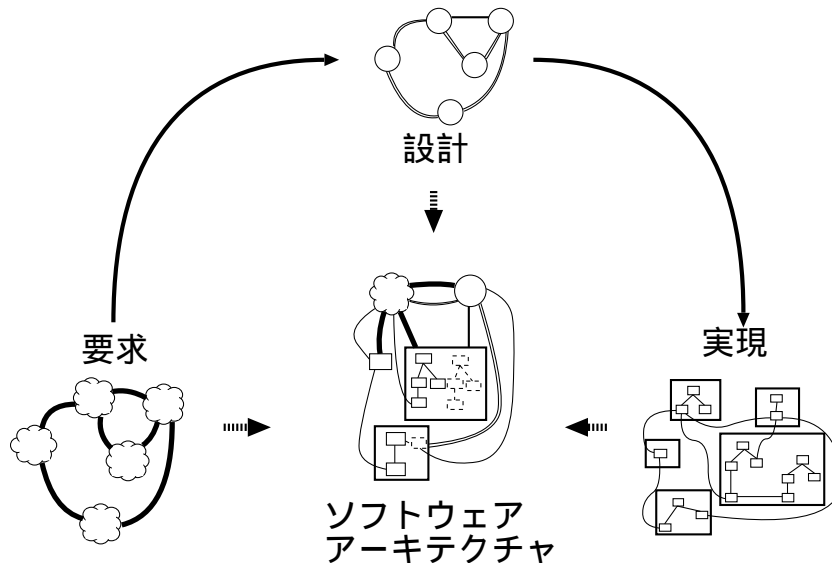 設計
要求
実現
ソフトウェア
アーキテクチャ